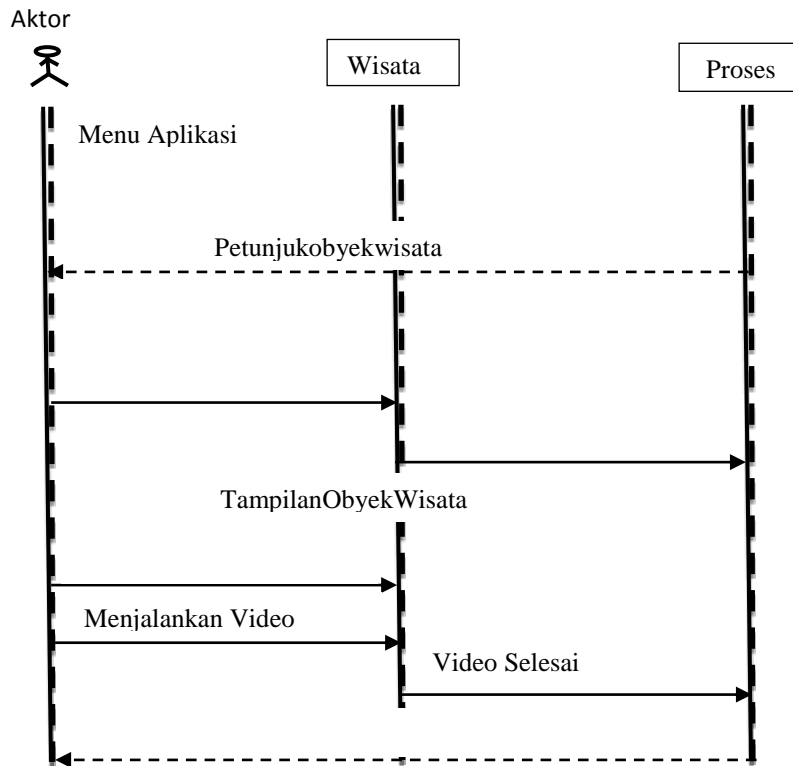 Aktor
Wisata
Proses
Menu Aplikasi
Petunjukobyekwisata
TampilanObyekWisata
Menjalankan Video
Video Selesai